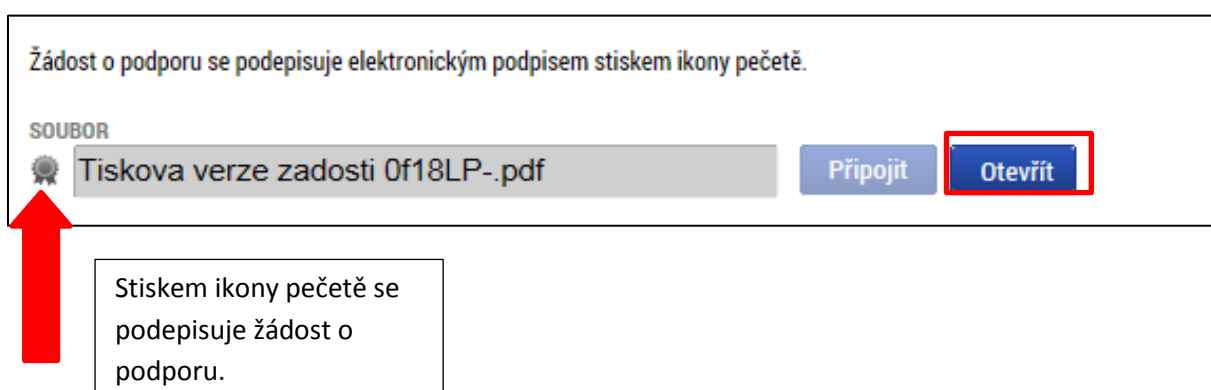 Žádost o podporu se podepisuje elektronickým podpisem stiskem ikony pečetě.
SOUBOR
Tiskova verze zadosti 0f18LP-.pdf Připojit Otevřít
Stiskem ikony pečetě se
podepisuje žádost o
podporu.